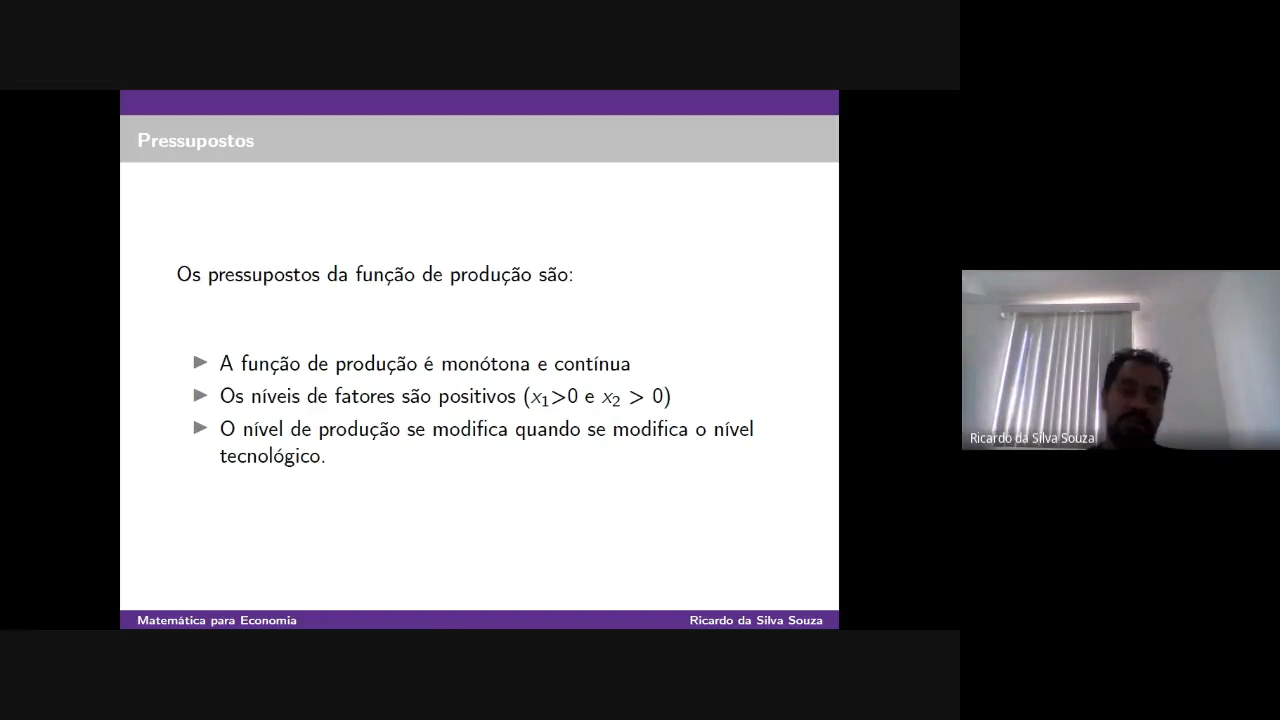 Pressupostos
Os pressupostos da função de produção são:
▶ A função de produção é monótona e contínua
▶ Os níveis de fatores são positivos (x₁>0 e x₂ > 0)
▶ O nível de produção se modifica quando se modifica o nível
tecnológico.
Matemática para Economia
Ricardo da Silva Souza
Ricardo da Silva Souza